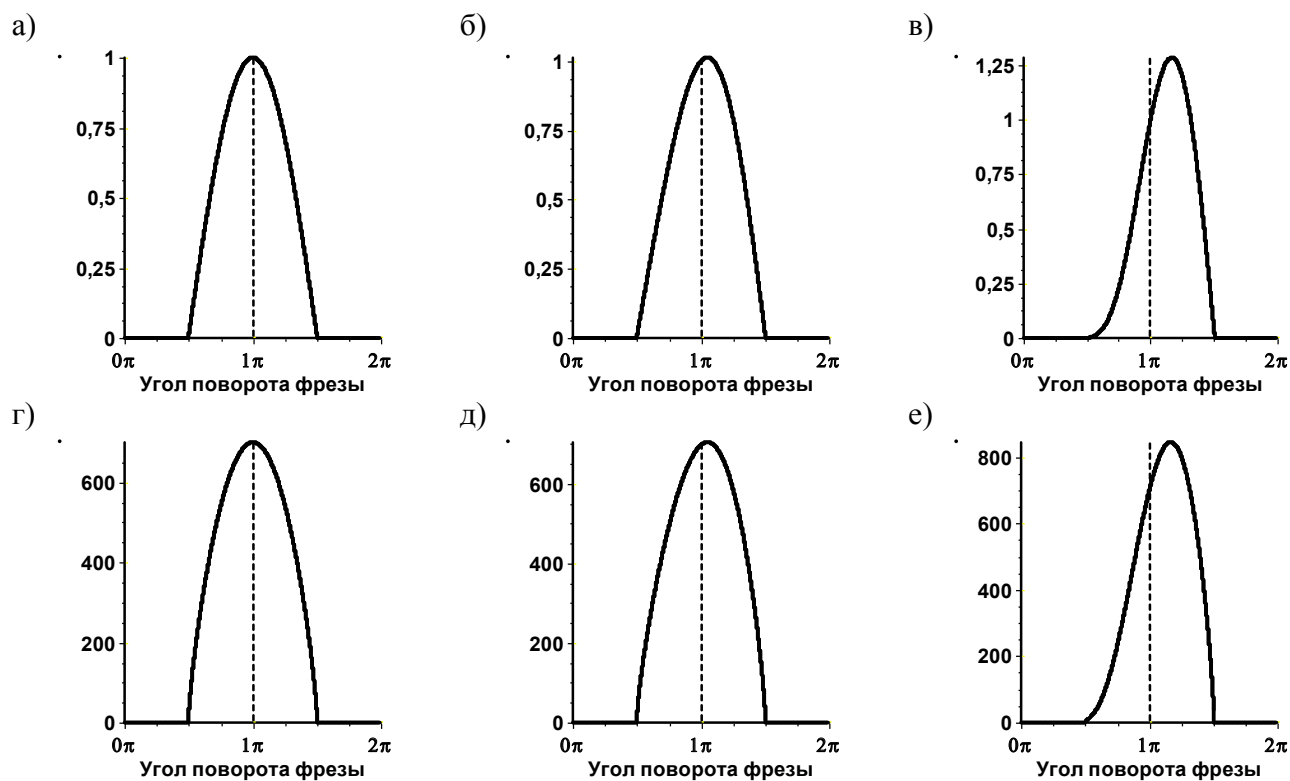 а)
1
0,75
0,5
0,25
0
0π 1π 2π
Угол поворота фрезы
б)
1
0,75
0,5
0,25
0
0π 1π 2π
Угол поворота фрезы
в)
1,25
1
0,75
0,5
0,25
0
0π 1π 2π
Угол поворота фрезы
г)
600
400
200
0
0π 1π 2π
Угол поворота фрезы
д)
600
400
200
0
0π 1π 2π
Угол поворота фрезы
е)
800
600
400
200
0
0π 1π 2π
Угол поворота фрезы